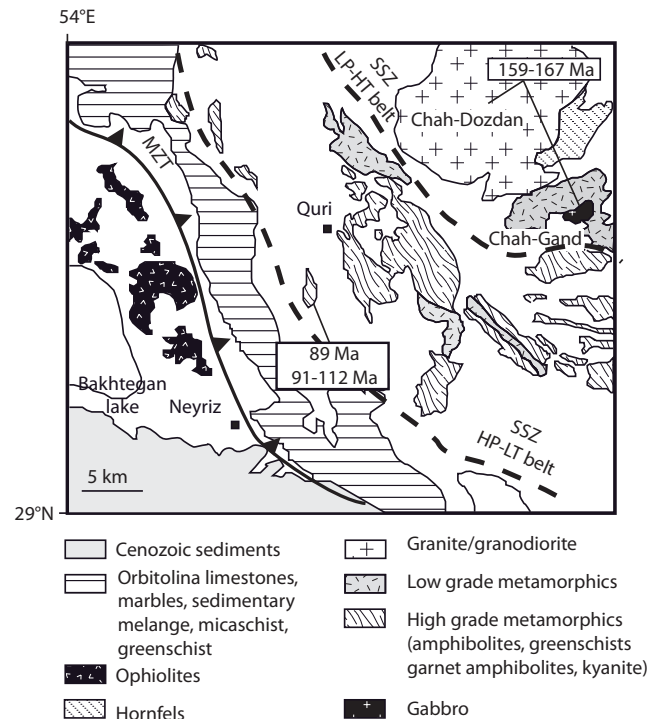 54°E
SSZ
LP-HT belt
159-167 Ma
Chah-Dozdan
MZT
Quri
Chah-Gand
89 Ma
91-112 Ma
Bakhtegan
lake
Neyriz
SSZ
HP-LT belt
5 km
29°N
Cenozoic sediments
Orbitolina limestones,
marbles, sedimentary
melange, micaschist,
greenschist
Ophiolites
Hornfels
Granite/granodiorite
Low grade metamorphics
High grade metamorphics
(amphibolites, greenschists
garnet amphibolites, kyanite)
Gabbro